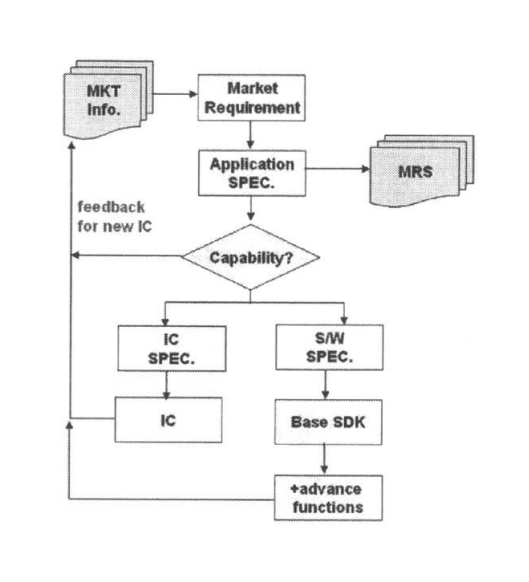 MKT
Info.
Market
Requirement
Application
SPEC.
MRS
feedback
for new IC
Capability?
IC
SPEC.
S/W
SPEC.
IC
Base SDK
+advance
functions